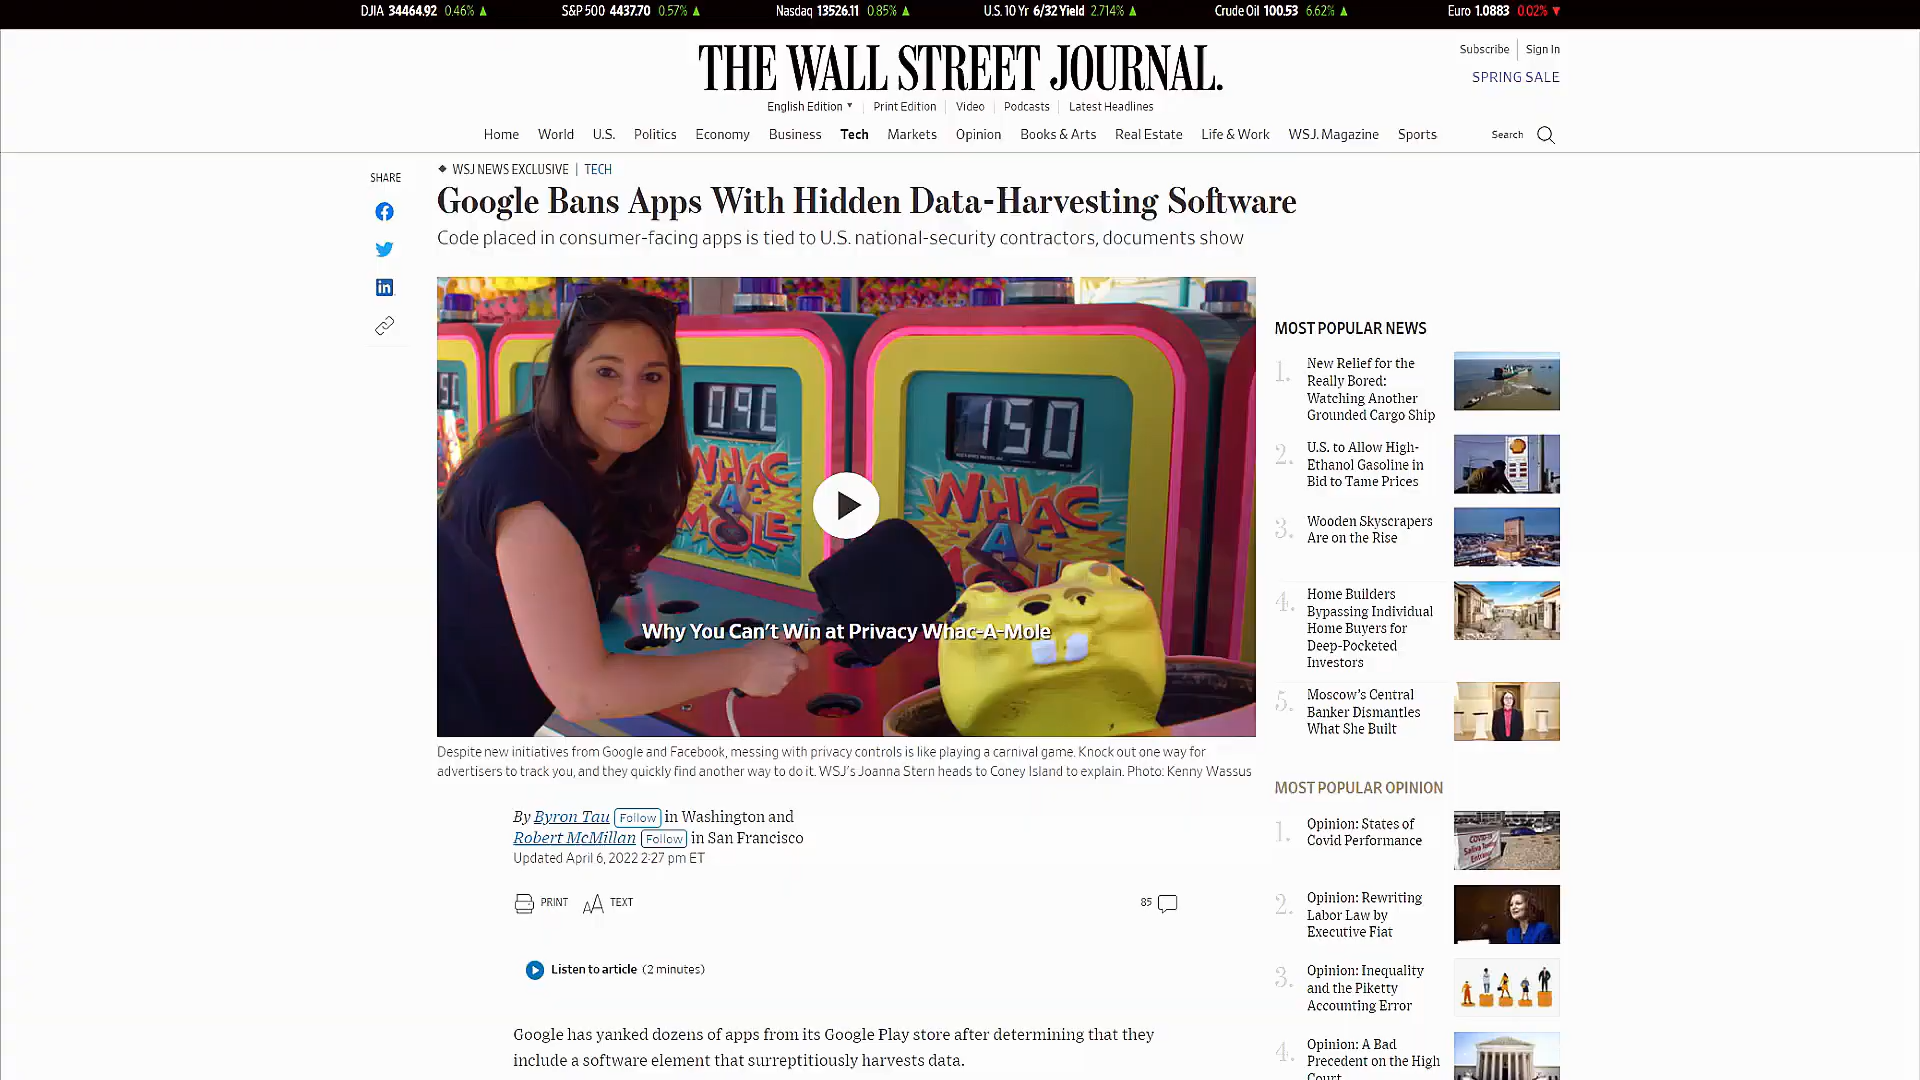 DJIA 34464.92 0.46% ▲
S&P 500 4437.70 0.57% ▲
Nasdaq 13526.11 0.85% ▲
U.S. 10 Yr 6/32 Yield 2.714% ▲
Crude Oil 100.53 6.62% ▲
Euro 1.0883 0.02% ▼
THE WALL STREET JOURNAL.
Subscribe
Sign In
SPRING SALE
English Edition ▼
Print Edition
Video
Podcasts
Latest Headlines
Home
World
U.S.
Politics
Economy
Business
Tech
Markets
Opinion
Books & Arts
Real Estate
Life & Work
WSJ. Magazine
Sports
Search
SHARE
◆ WSJ NEWS EXCLUSIVE | TECH
Google Bans Apps With Hidden Data-Harvesting Software
Code placed in consumer-facing apps is tied to U.S. national-security contractors, documents show
090
150
WHAC
A
MOLE
WHAC
-A-
Why You Can't Win at Privacy Whac-A-Mole
Despite new initiatives from Google and Facebook, messing with privacy controls is like playing a carnival game. Knock out one way for
advertisers to track you, and they quickly find another way to do it. WSJ's Joanna Stern heads to Coney Island to explain. Photo: Kenny Wassus
By Byron Tau Follow in Washington and
Robert McMillan Follow in San Francisco
Updated April 6, 2022 2:27 pm ET
PRINT
TEXT
85
Listen to article (2 minutes)
Google has yanked dozens of apps from its Google Play store after determining that they
include a software element that surreptitiously harvests data.
MOST POPULAR NEWS
1. New Relief for the
Really Bored:
Watching Another
Grounded Cargo Ship
2. U.S. to Allow High-
Ethanol Gasoline in
Bid to Tame Prices
3. Wooden Skyscrapers
Are on the Rise
4. Home Builders
Bypassing Individual
Home Buyers for
Deep-Pocketed
Investors
5. Moscow's Central
Banker Dismantles
What She Built
MOST POPULAR OPINION
1. Opinion: States of
Covid Performance
2. Opinion: Rewriting
Labor Law by
Executive Fiat
3. Opinion: Inequality
and the Piketty
Accounting Error
4. Opinion: A Bad
Precedent on the High
Court